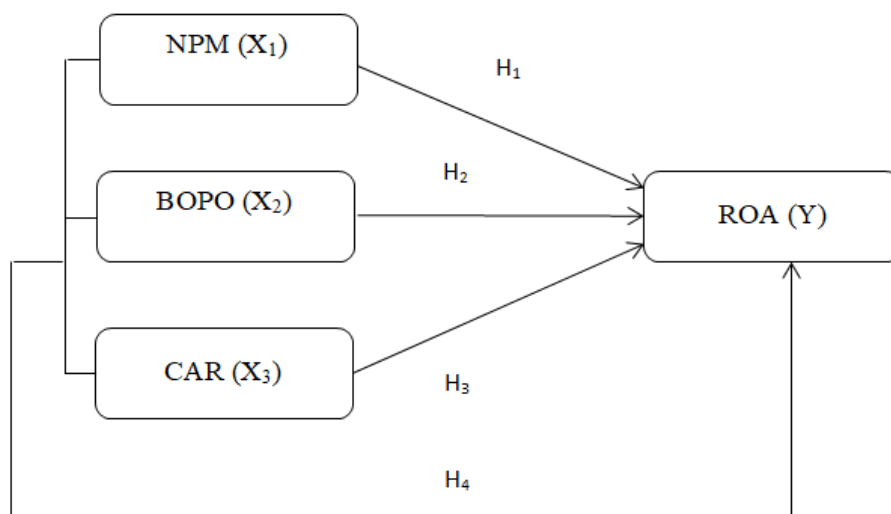 NPM (X₁)
H₁
BOPO (X₂)
H₂
ROA (Y)
CAR (X₃)
H₃
H₄